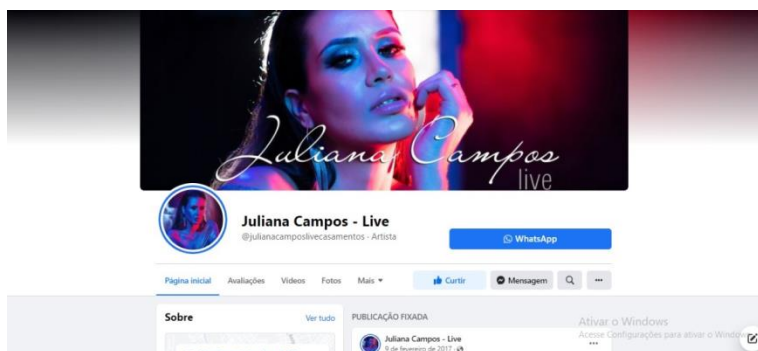 Juliana Campos
live
Juliana Campos - Live
@julianacamposlivecasamentos · Artista
WhatsApp
Página inicial Avaliações Vídeos Fotos Mais ▾ Curtir Mensagem
Sobre Ver tudo
PUBLICAÇÃO FIXADA
Juliana Campos - Live
9 de fevereiro de 2017 ·
Ativar o Windows
Acesse Configurações para ativar o Windows